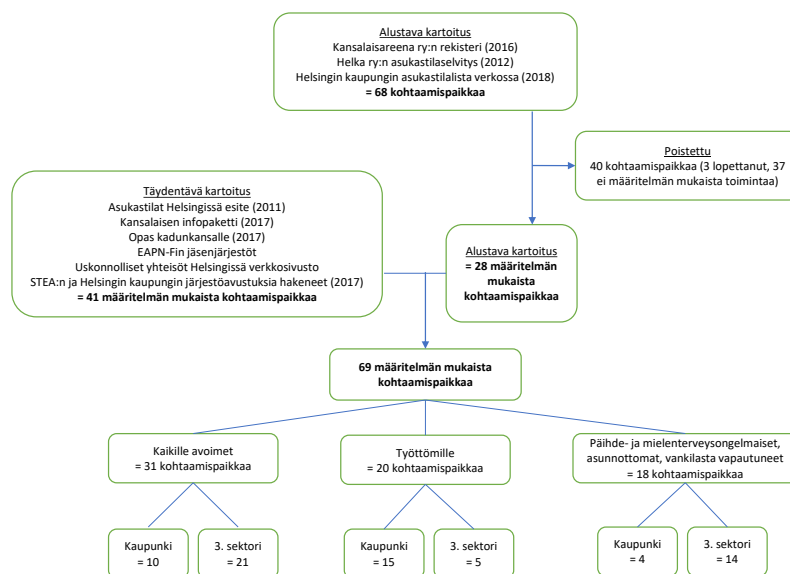 Alustava kartoitus
Kansalaisareena ry:n rekisteri (2016)
Helka ry:n asukastilaselvitys (2012)
Helsingin kaupungin asukastilalista verkossa (2018)
= 68 kohtaamispaikkaa
Poistettu
40 kohtaamispaikkaa (3 lopettanut, 37
ei määritelmän mukaista toimintaa)
Täydentävä kartoitus
Asukastilat Helsingissä esite (2011)
Kansalaisen infopaketti (2017)
Opas kadunkansalle (2017)
EAPN-Fin jäsenjärjestöt
Uskonnolliset yhteisöt Helsingissä verkkosivusto
STEA:n ja Helsingin kaupungin järjestöavustuksia hakeneet (2017)
= 41 määritelmän mukaista kohtaamispaikkaa
Alustava kartoitus
= 28 määritelmän
mukaista
kohtaamispaikkaa
69 määritelmän mukaista
kohtaamispaikkaa
Kaikille avoimet
= 31 kohtaamispaikkaa
Työttömille
= 20 kohtaamispaikkaa
Päihde- ja mielenterveysongelmaiset,
asunnottomat, vankilasta vapautuneet
= 18 kohtaamispaikkaa
Kaupunki
= 10
3. sektori
= 21
Kaupunki
= 15
3. sektori
= 5
Kaupunki
= 4
3. sektori
= 14